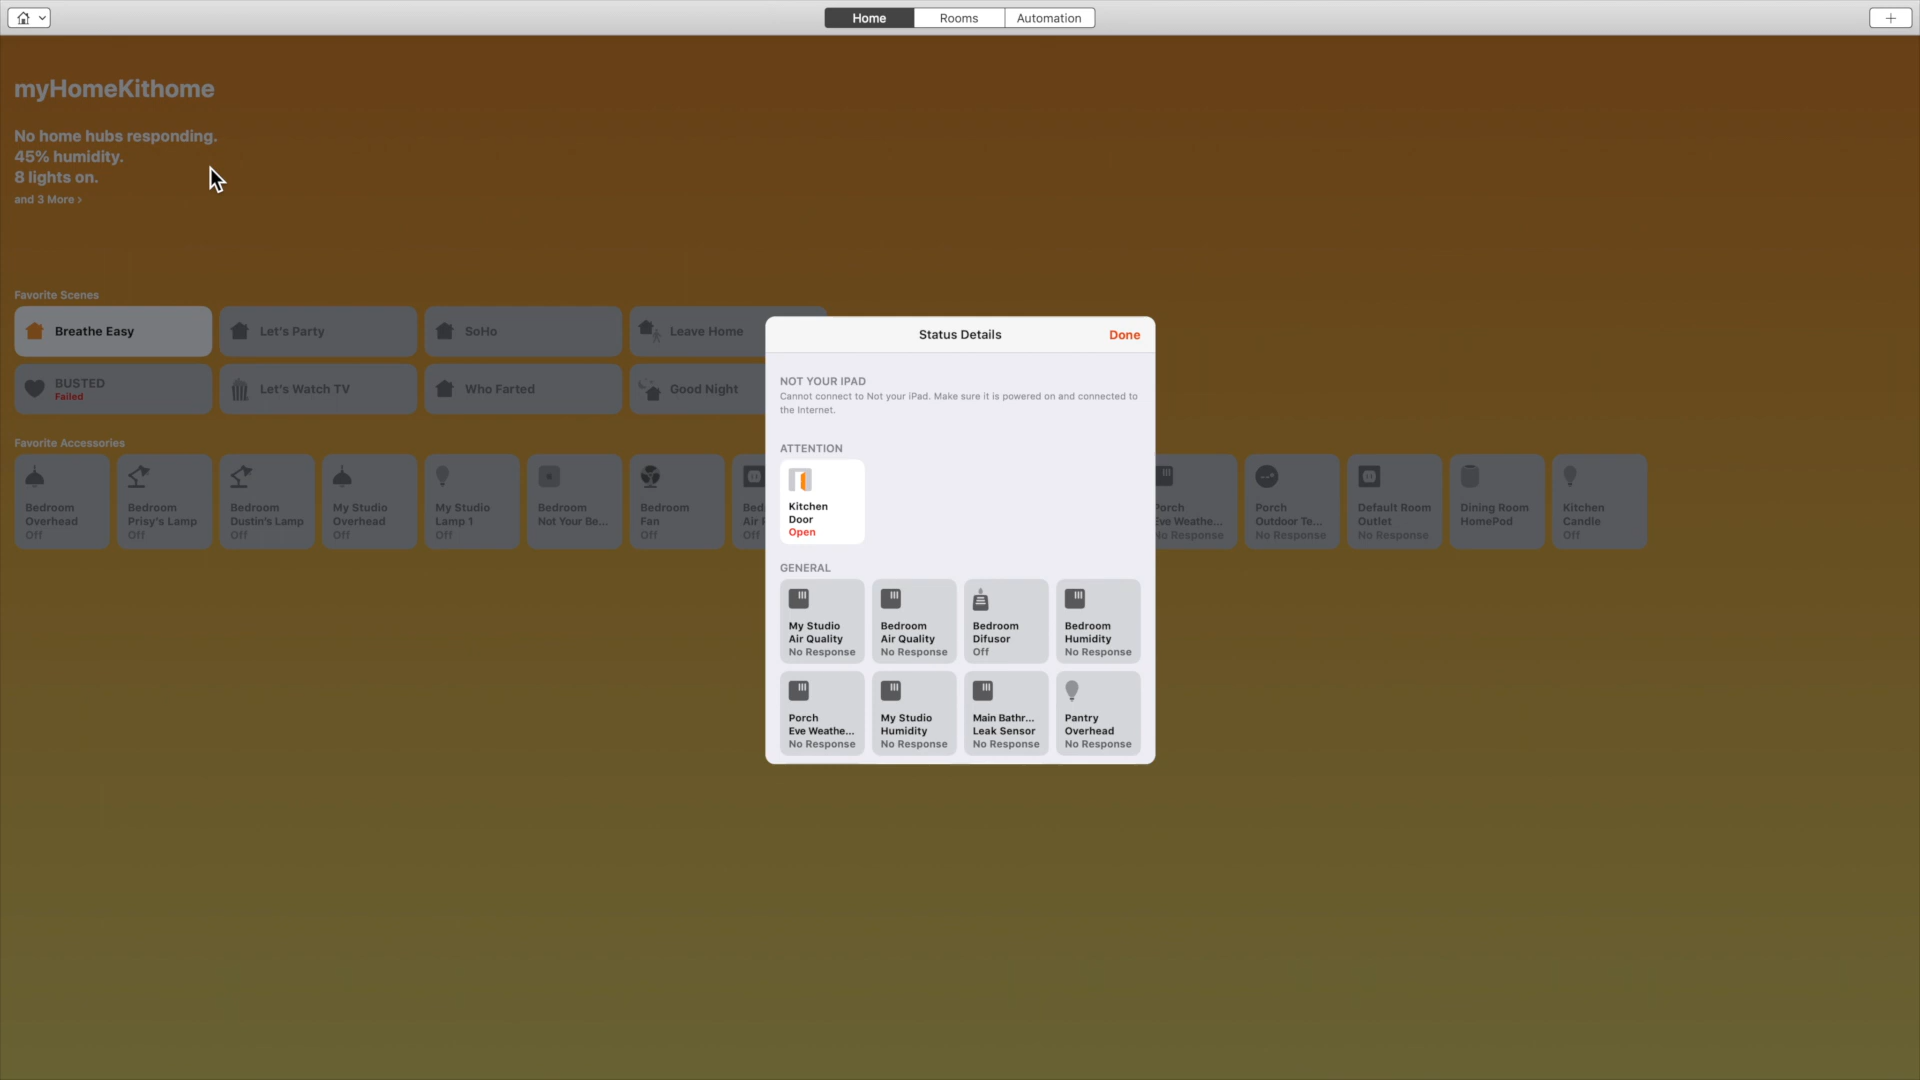 Home
Rooms
Automation
myHomeKithome
No home hubs responding.
45% humidity.
8 lights on.
and 3 More ›
Favorite Scenes
Breathe Easy
Let's Party
SoHo
Leave Home
BUSTED
Failed
Let's Watch TV
Who Farted
Good Night
Favorite Accessories
Bedroom
Overhead
Off
Bedroom
Prisy's Lamp
Off
Bedroom
Dustin's Lamp
Off
My Studio
Overhead
Off
My Studio
Lamp 1
Off
Bedroom
Not Your Be...
Bedroom
Fan
Off
Status Details
Done
NOT YOUR IPAD
Cannot connect to Not your iPad. Make sure it is powered on and connected to
the Internet.
ATTENTION
Kitchen
Door
Open
GENERAL
My Studio
Air Quality
No Response
Bedroom
Air Quality
No Response
Bedroom
Difusor
Off
Bedroom
Humidity
No Response
Porch
Eve Weathe...
No Response
My Studio
Humidity
No Response
Main Bathr...
Leak Sensor
No Response
Pantry
Overhead
No Response
Porch
Eve Weathe...
No Response
Porch
Outdoor Te...
No Response
Default Room
Outlet
No Response
Dining Room
HomePod
Kitchen
Candle
Off